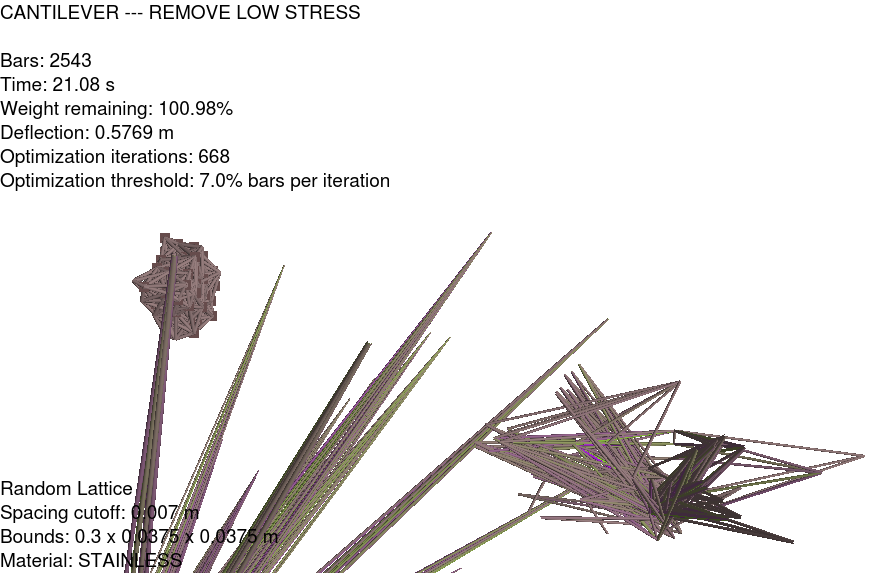 CANTILEVER --- REMOVE LOW STRESS
Bars: 2543
Time: 21.08 s
Weight remaining: 100.98%
Deflection: 0.5769 m
Optimization iterations: 668
Optimization threshold: 7.0% bars per iteration
Random Lattice
Spacing cutoff: 0.007 m
Bounds: 0.3 x 0.0375 x 0.0375 m
Material: STAINLESS